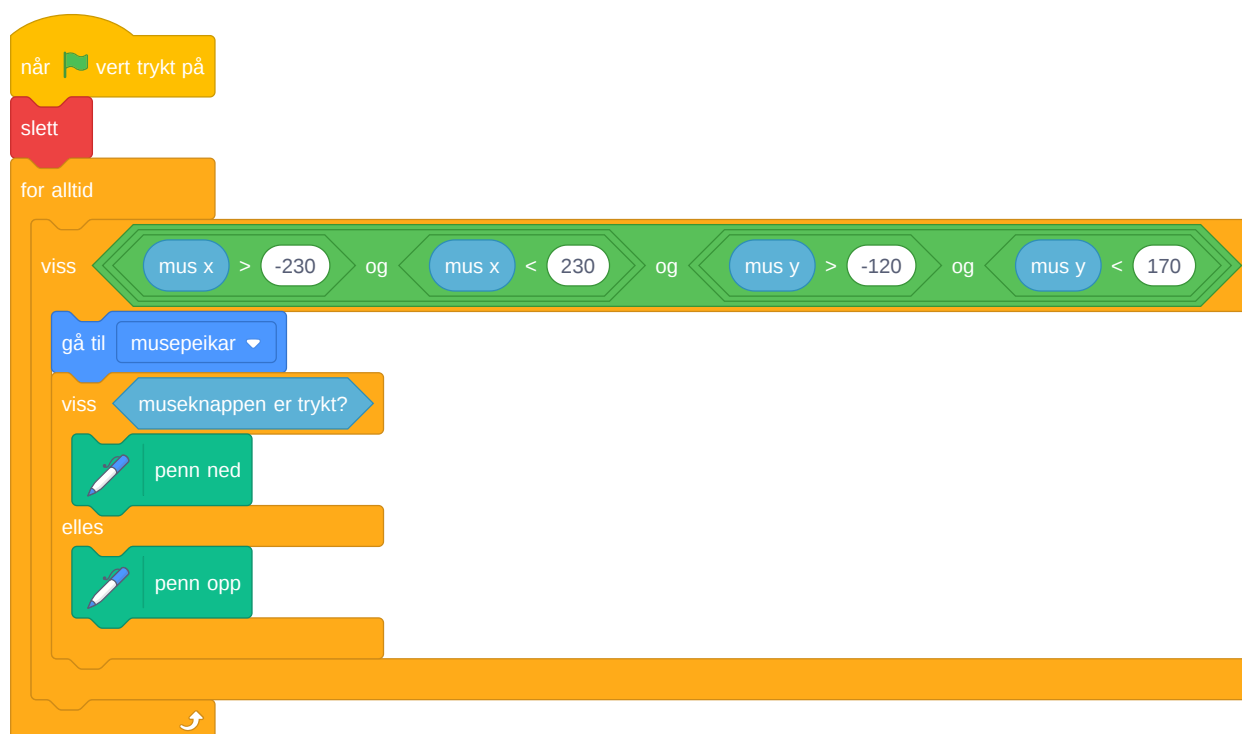 når vert trykt på
slett
for alltid
viss mus x > -230 og mus x < 230 og mus y > -120 og mus y < 170
gå til musepeikar
viss museknappen er trykt?
penn ned
elles
penn opp